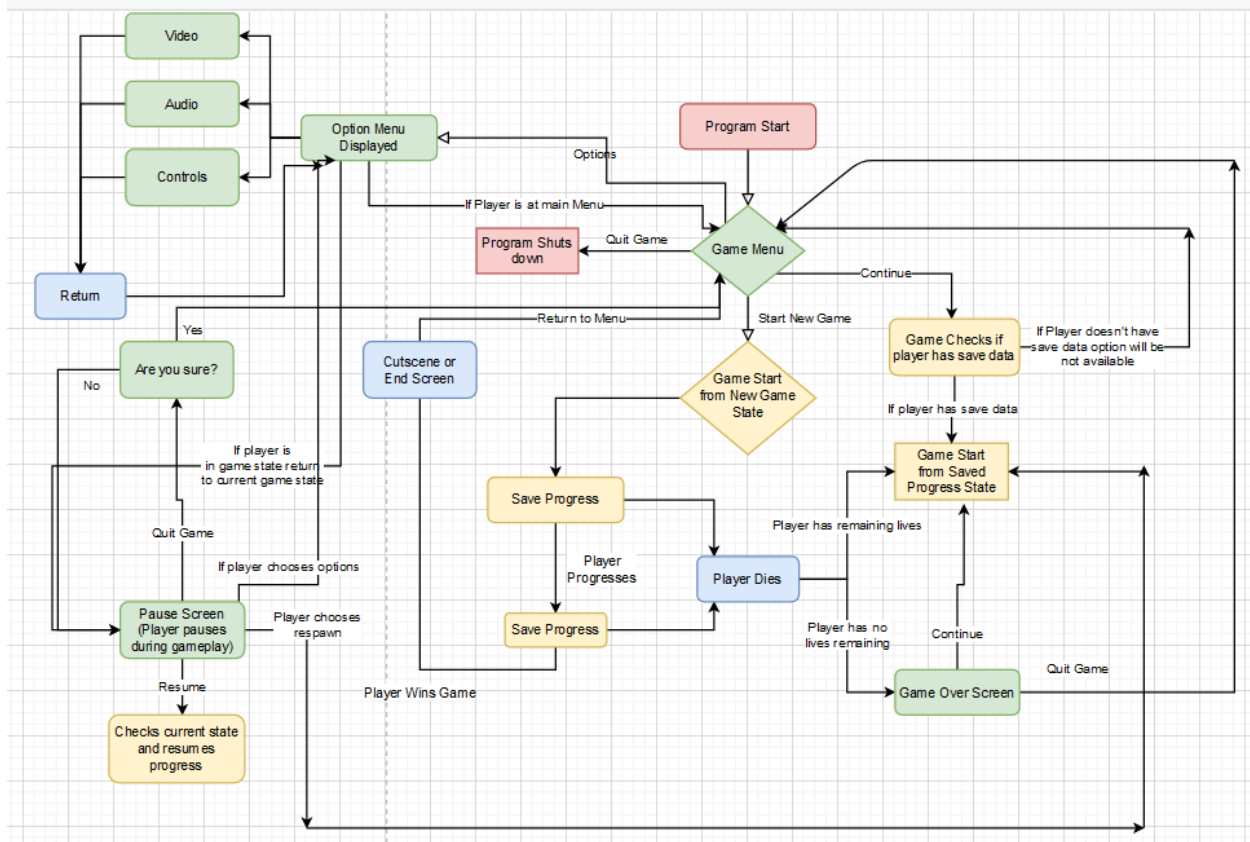 Video
Audio
Controls
Option Menu
Displayed
Program Start
Options
If Player is at main Menu
Quit Game
Program Shuts
down
Game Menu
Continue
Return
Yes
Return to Menu
Start New Game
Are you sure?
No
Cutscene or
End Screen
Game Start
from New Game
State
Game Checks if
player has save data
If Player doesn't have
save data option will be
not available
If player has save data
If player is
in game state return
to current game state
Game Start
from Saved
Progress State
Save Progress
Quit Game
Player has remaining lives
If player chooses options
Player
Progresses
Player Dies
Pause Screen
(Player pauses
during gameplay)
Player chooses
respawn
Save Progress
Player has no
lives remaining
Continue
Quit Game
Resume
Player Wins Game
Game Over Screen
Checks current state
and resumes
progress